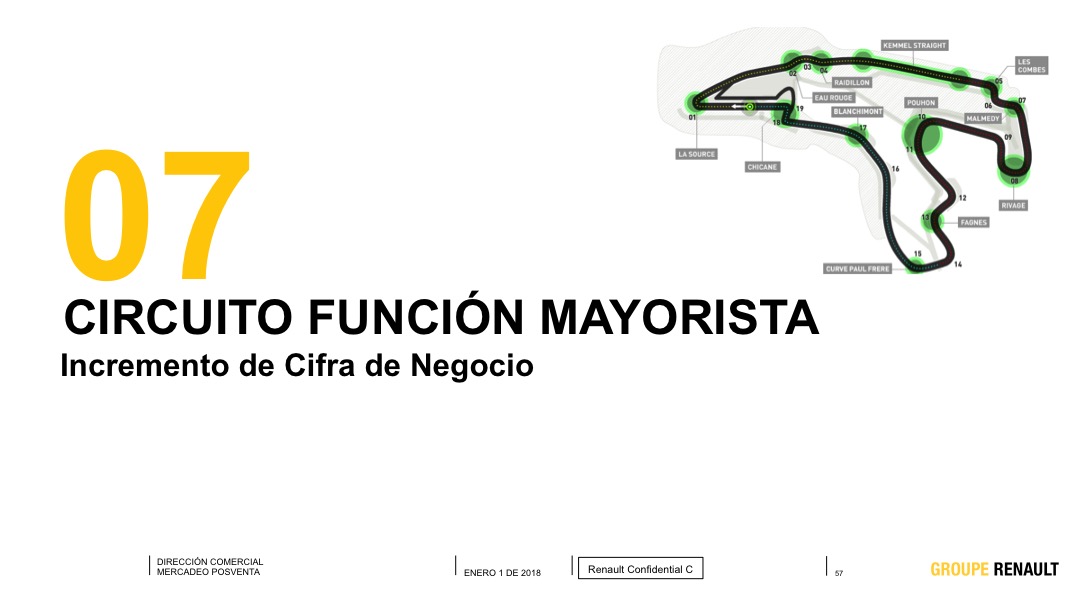 KEMMEL STRAIGHT
LES
COMBES
03
04
02
05
RAIDILLON
EAU ROUGE
06
07
POUHON
01
19
BLANCHIMONT
10
MALMEDY
18
17
09
11
LA SOURCE
CHICANE
16
08
12
RIVAGE
13
FAGNES
15
14
CURVE PAUL FRERE
07
CIRCUITO FUNCIÓN MAYORISTA
Incremento de Cifra de Negocio
DIRECCIÓN COMERCIAL
MERCADEO POSVENTA
ENERO 1 DE 2018
Renault Confidential C
57
GROUPE RENAULT